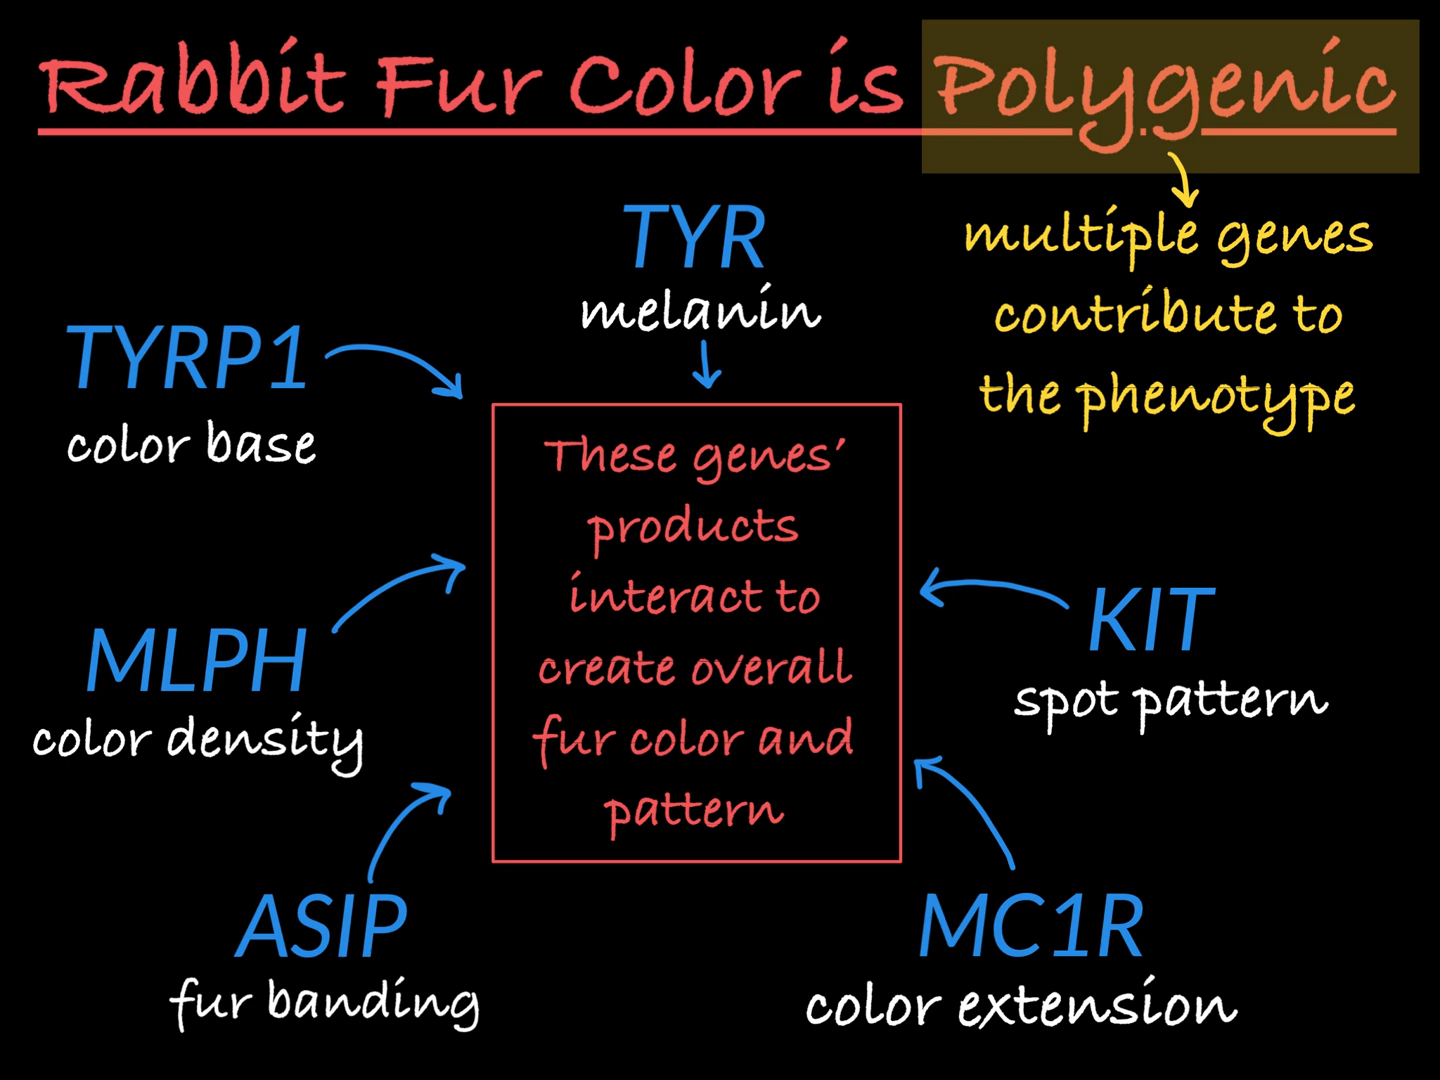 Rabbit Fur Color is Polygenic
multiple genes
contribute to
the phenotype
TYR
melanin
TYRP1
color base
MLPH
color density
ASIP
fur banding
These genes’
products
interact to
create overall
fur color and
pattern
KIT
spot pattern
MC1R
color extension